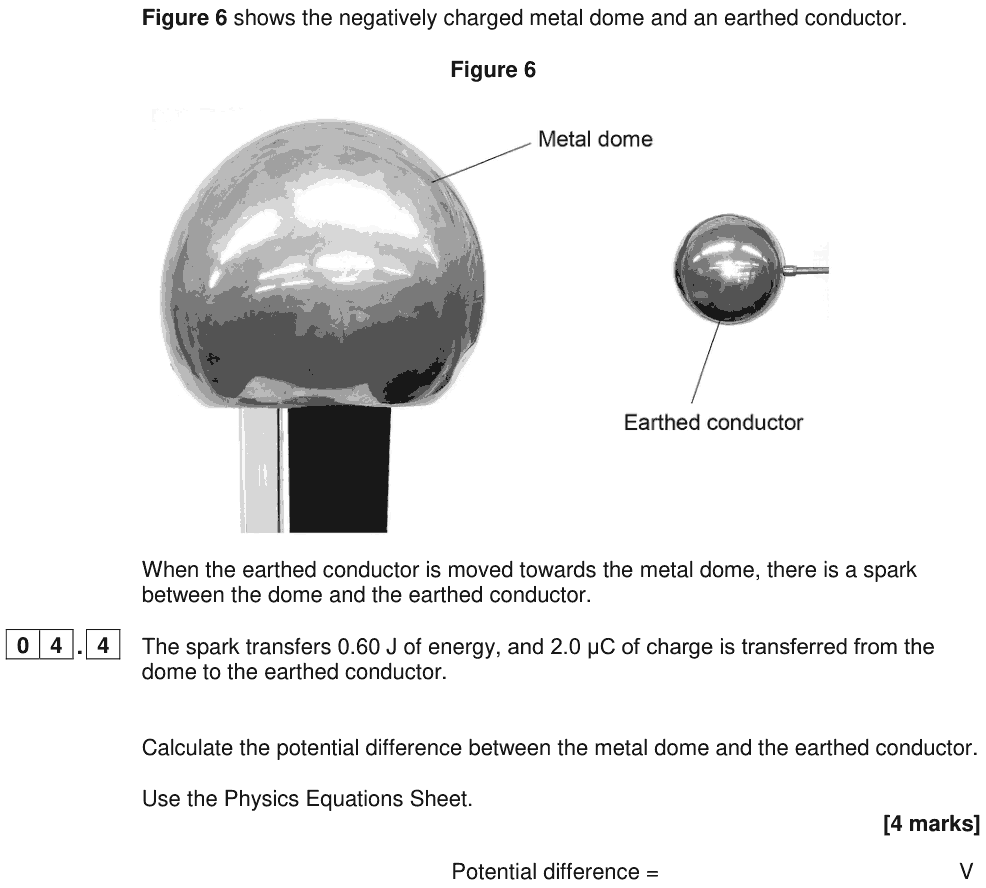 Figure 6 shows the negatively charged metal dome and an earthed conductor.
Figure 6
Metal dome
Earthed conductor
When the earthed conductor is moved towards the metal dome, there is a spark
between the dome and the earthed conductor.
0 4 . 4 The spark transfers 0.60 J of energy, and 2.0 µC of charge is transferred from the
dome to the earthed conductor.
Calculate the potential difference between the metal dome and the earthed conductor.
Use the Physics Equations Sheet.
[4 marks]
Potential difference = V